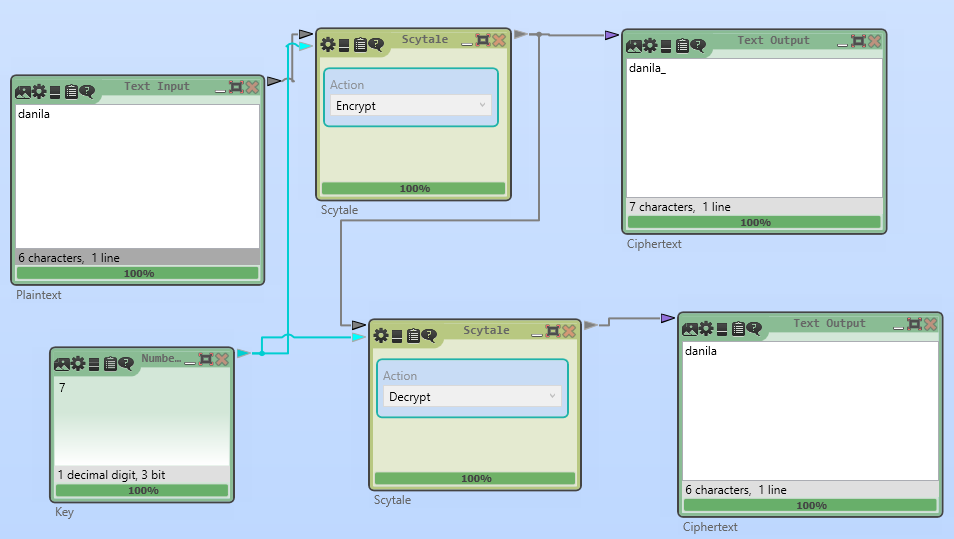 Text Input
danila
6 characters,  1 line
100%
Plaintext
Scytale
Action
Encrypt
100%
Scytale
Text Output
danila_
7 characters,  1 line
100%
Ciphertext
Numbe...
7
1 decimal digit, 3 bit
100%
Key
Scytale
Action
Decrypt
100%
Scytale
Text Output
danila
6 characters,  1 line
100%
Ciphertext